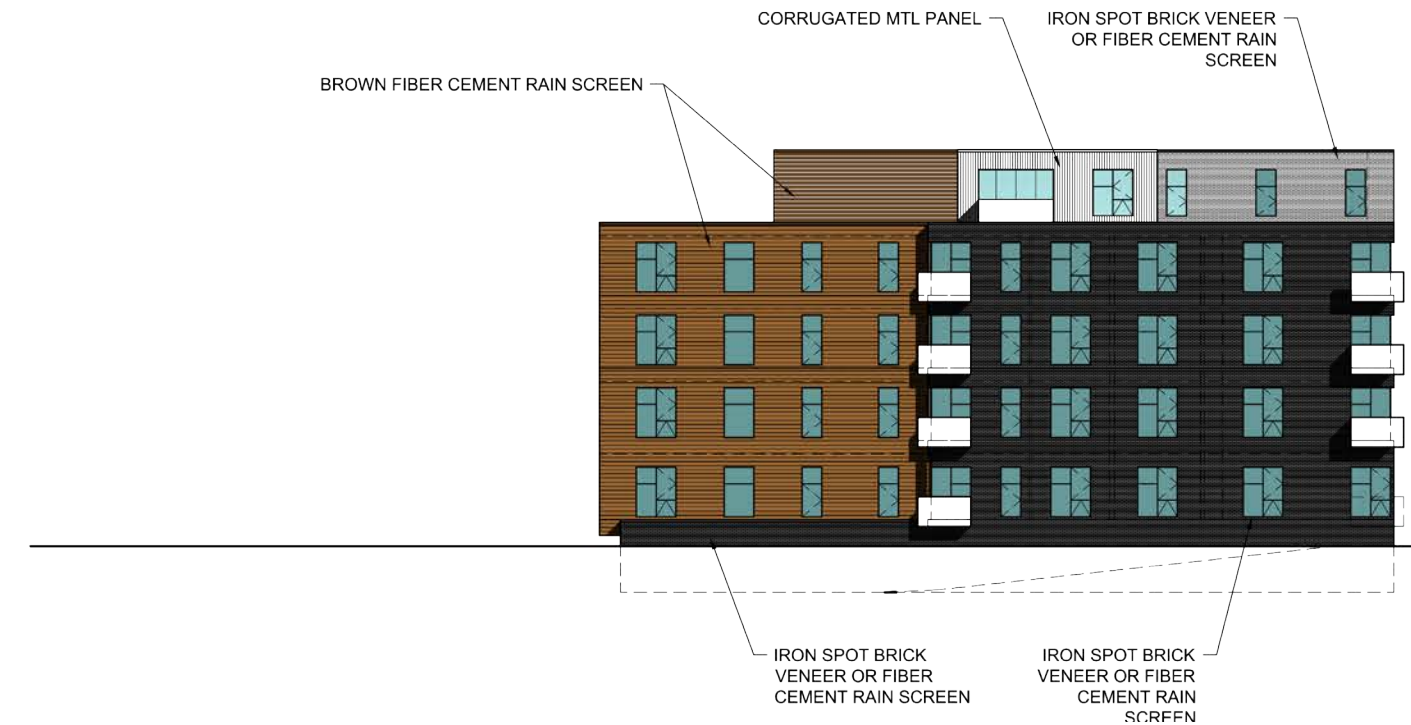 CORRUGATED MTL PANEL
IRON SPOT BRICK VENEER
OR FIBER CEMENT RAIN
SCREEN
BROWN FIBER CEMENT RAIN SCREEN
IRON SPOT BRICK
VENEER OR FIBER
CEMENT RAIN SCREEN
IRON SPOT BRICK
VENEER OR FIBER
CEMENT RAIN
SCREEN